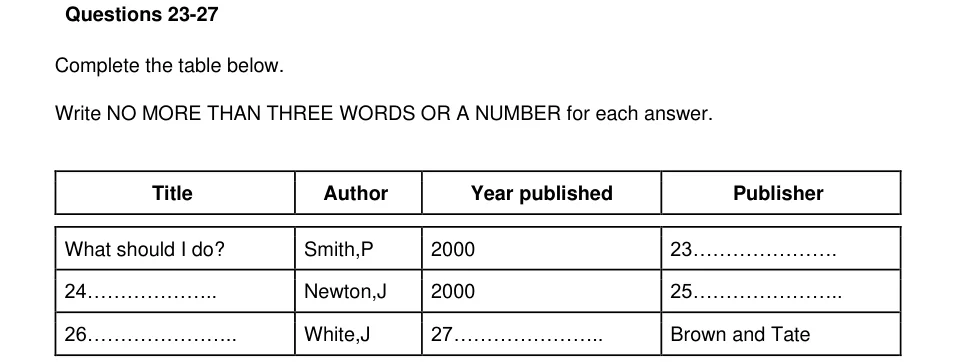 Questions 23-27
Complete the table below.
Write NO MORE THAN THREE WORDS OR A NUMBER for each answer.
Title Author Year published Publisher
What should I do? Smith,P 2000 23………………….
24……………….. Newton,J 2000 25…………………..
26………………….. White,J 27………………….. Brown and Tate